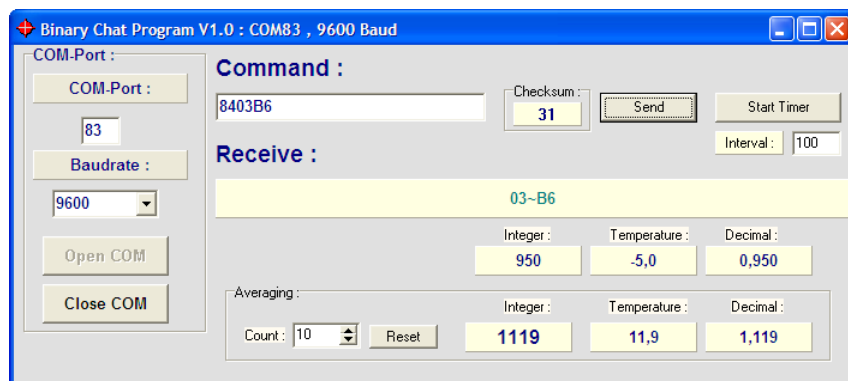 Binary Chat Program V1.0 : COM83 , 9600 Baud
COM-Port :
COM-Port :
83
Baudrate :
9600
Open COM
Close COM
Command :
8403B6
Checksum :
31
Send
Start Timer
Interval : 100
Receive :
03~B6
Integer : Temperature : Decimal :
950 -5,0 0,950
Averaging :
Count : 10 Reset
Integer : Temperature : Decimal :
1119 11,9 1,119